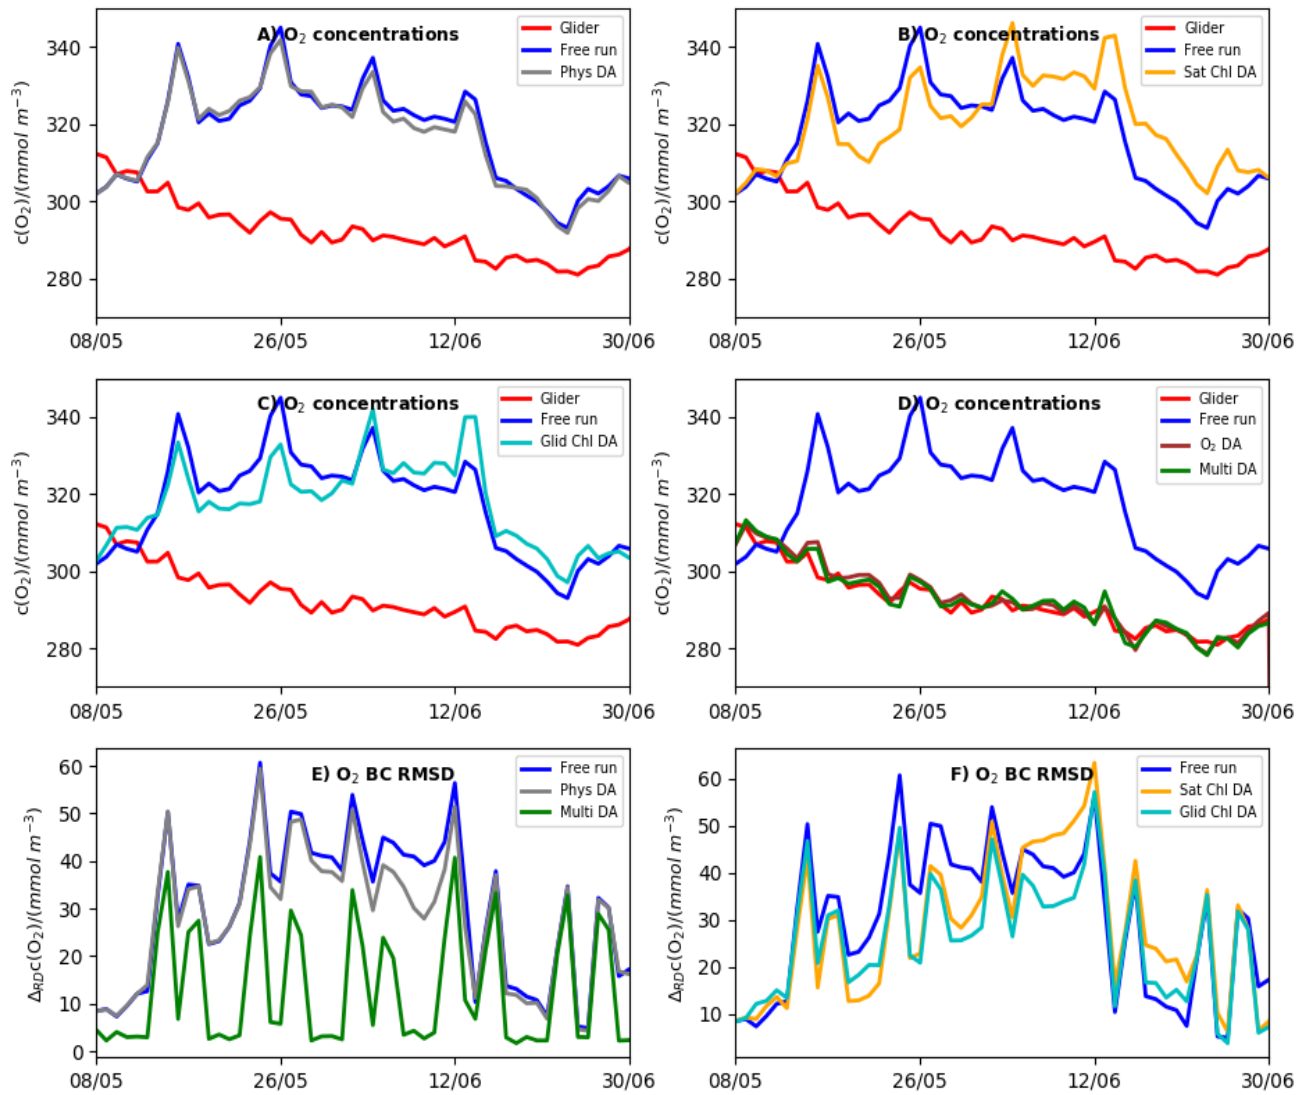 A) O₂ concentrations
Glider
Free run
Phys DA
c(O₂)/(mmol m⁻³)
340
320
300
280
08/05 26/05 12/06 30/06
B) O₂ concentrations
Glider
Free run
Sat Chl DA
c(O₂)/(mmol m⁻³)
340
320
300
280
08/05 26/05 12/06 30/06
C) O₂ concentrations
Glider
Free run
Glid Chl DA
c(O₂)/(mmol m⁻³)
340
320
300
280
08/05 26/05 12/06 30/06
D) O₂ concentrations
Glider
Free run
O₂ DA
Multi DA
c(O₂)/(mmol m⁻³)
340
320
300
280
08/05 26/05 12/06 30/06
E) O₂ BC RMSD
Free run
Phys DA
Multi DA
Δ_RD c(O₂)/(mmol m⁻³)
60
50
40
30
20
10
0
08/05 26/05 12/06 30/06
F) O₂ BC RMSD
Free run
Sat Chl DA
Glid Chl DA
Δ_RD c(O₂)/(mmol m⁻³)
60
50
40
30
20
10
08/05 26/05 12/06 30/06